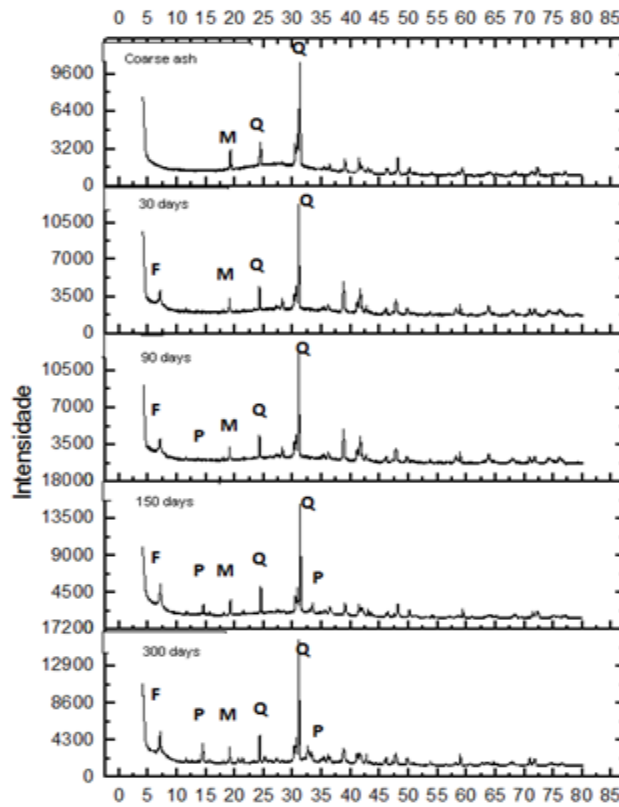 0 5 10 15 20 25 30 35 40 45 50 55 60 65 70 75 80 85
Q
9600
Coarse ash
6400
M Q
3200
0
Q
10500
30 days
7000
F M Q
3500
0
Q
10500
90 days
7000
F P M Q
3500
18000
Q
150 days
13500
9000
F P M Q P
4500
17200
Q
300 days
12900
8600
F P M Q P
4300
0
0 5 10 15 20 25 30 35 40 45 50 55 60 65 70 75 80 85
Intensidade